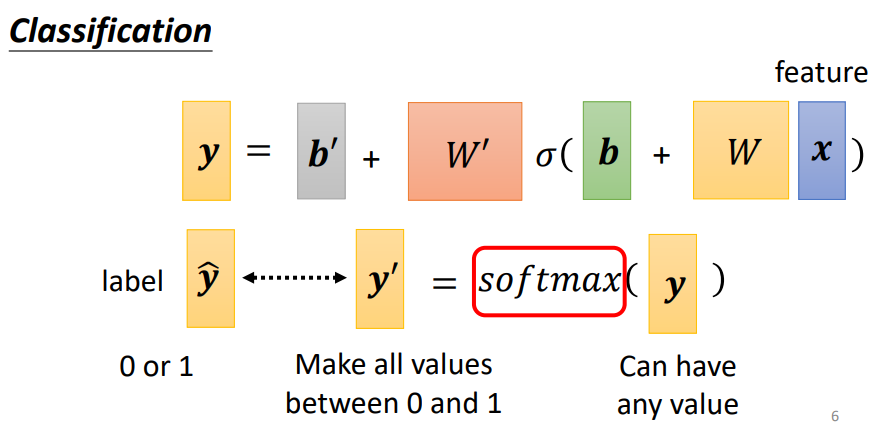 Classification
feature
y = b′ + W′ σ( b + W x )
label ŷ y′ = softmax( y )
0 or 1
Make all values
between 0 and 1
Can have
any value
6